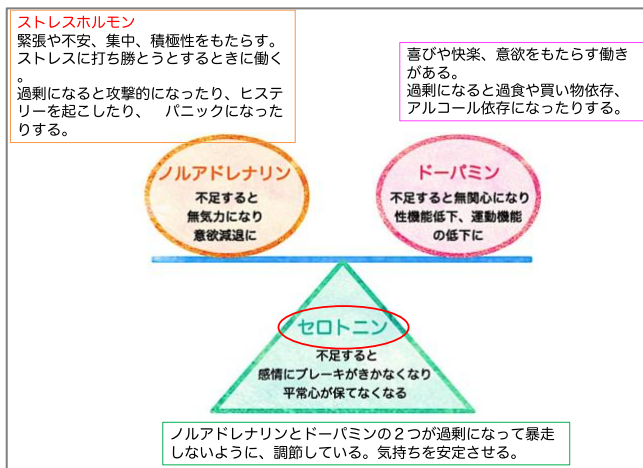 ストレスホルモン
緊張や不安、集中、積極性をもたらす。
ストレスに打ち勝とうとするときに働く
。
過剰になると攻撃的になったり、ヒステ
リーを起こしたり、　パニックになった
りする。
喜びや快楽、意欲をもたらす働き
がある。
過剰になると過食や買い物依存、
アルコール依存になったりする。
ノルアドレナリン
不足すると
無気力になり
意欲減退に
ドーパミン
不足すると無関心になり
性機能低下、運動機能
の低下に
セロトニン
不足すると
感情にブレーキがきかなくなり
平常心が保てなくなる
ノルアドレナリンとドーパミンの２つが過剰になって暴走
しないように、調節している。気持ちを安定させる。